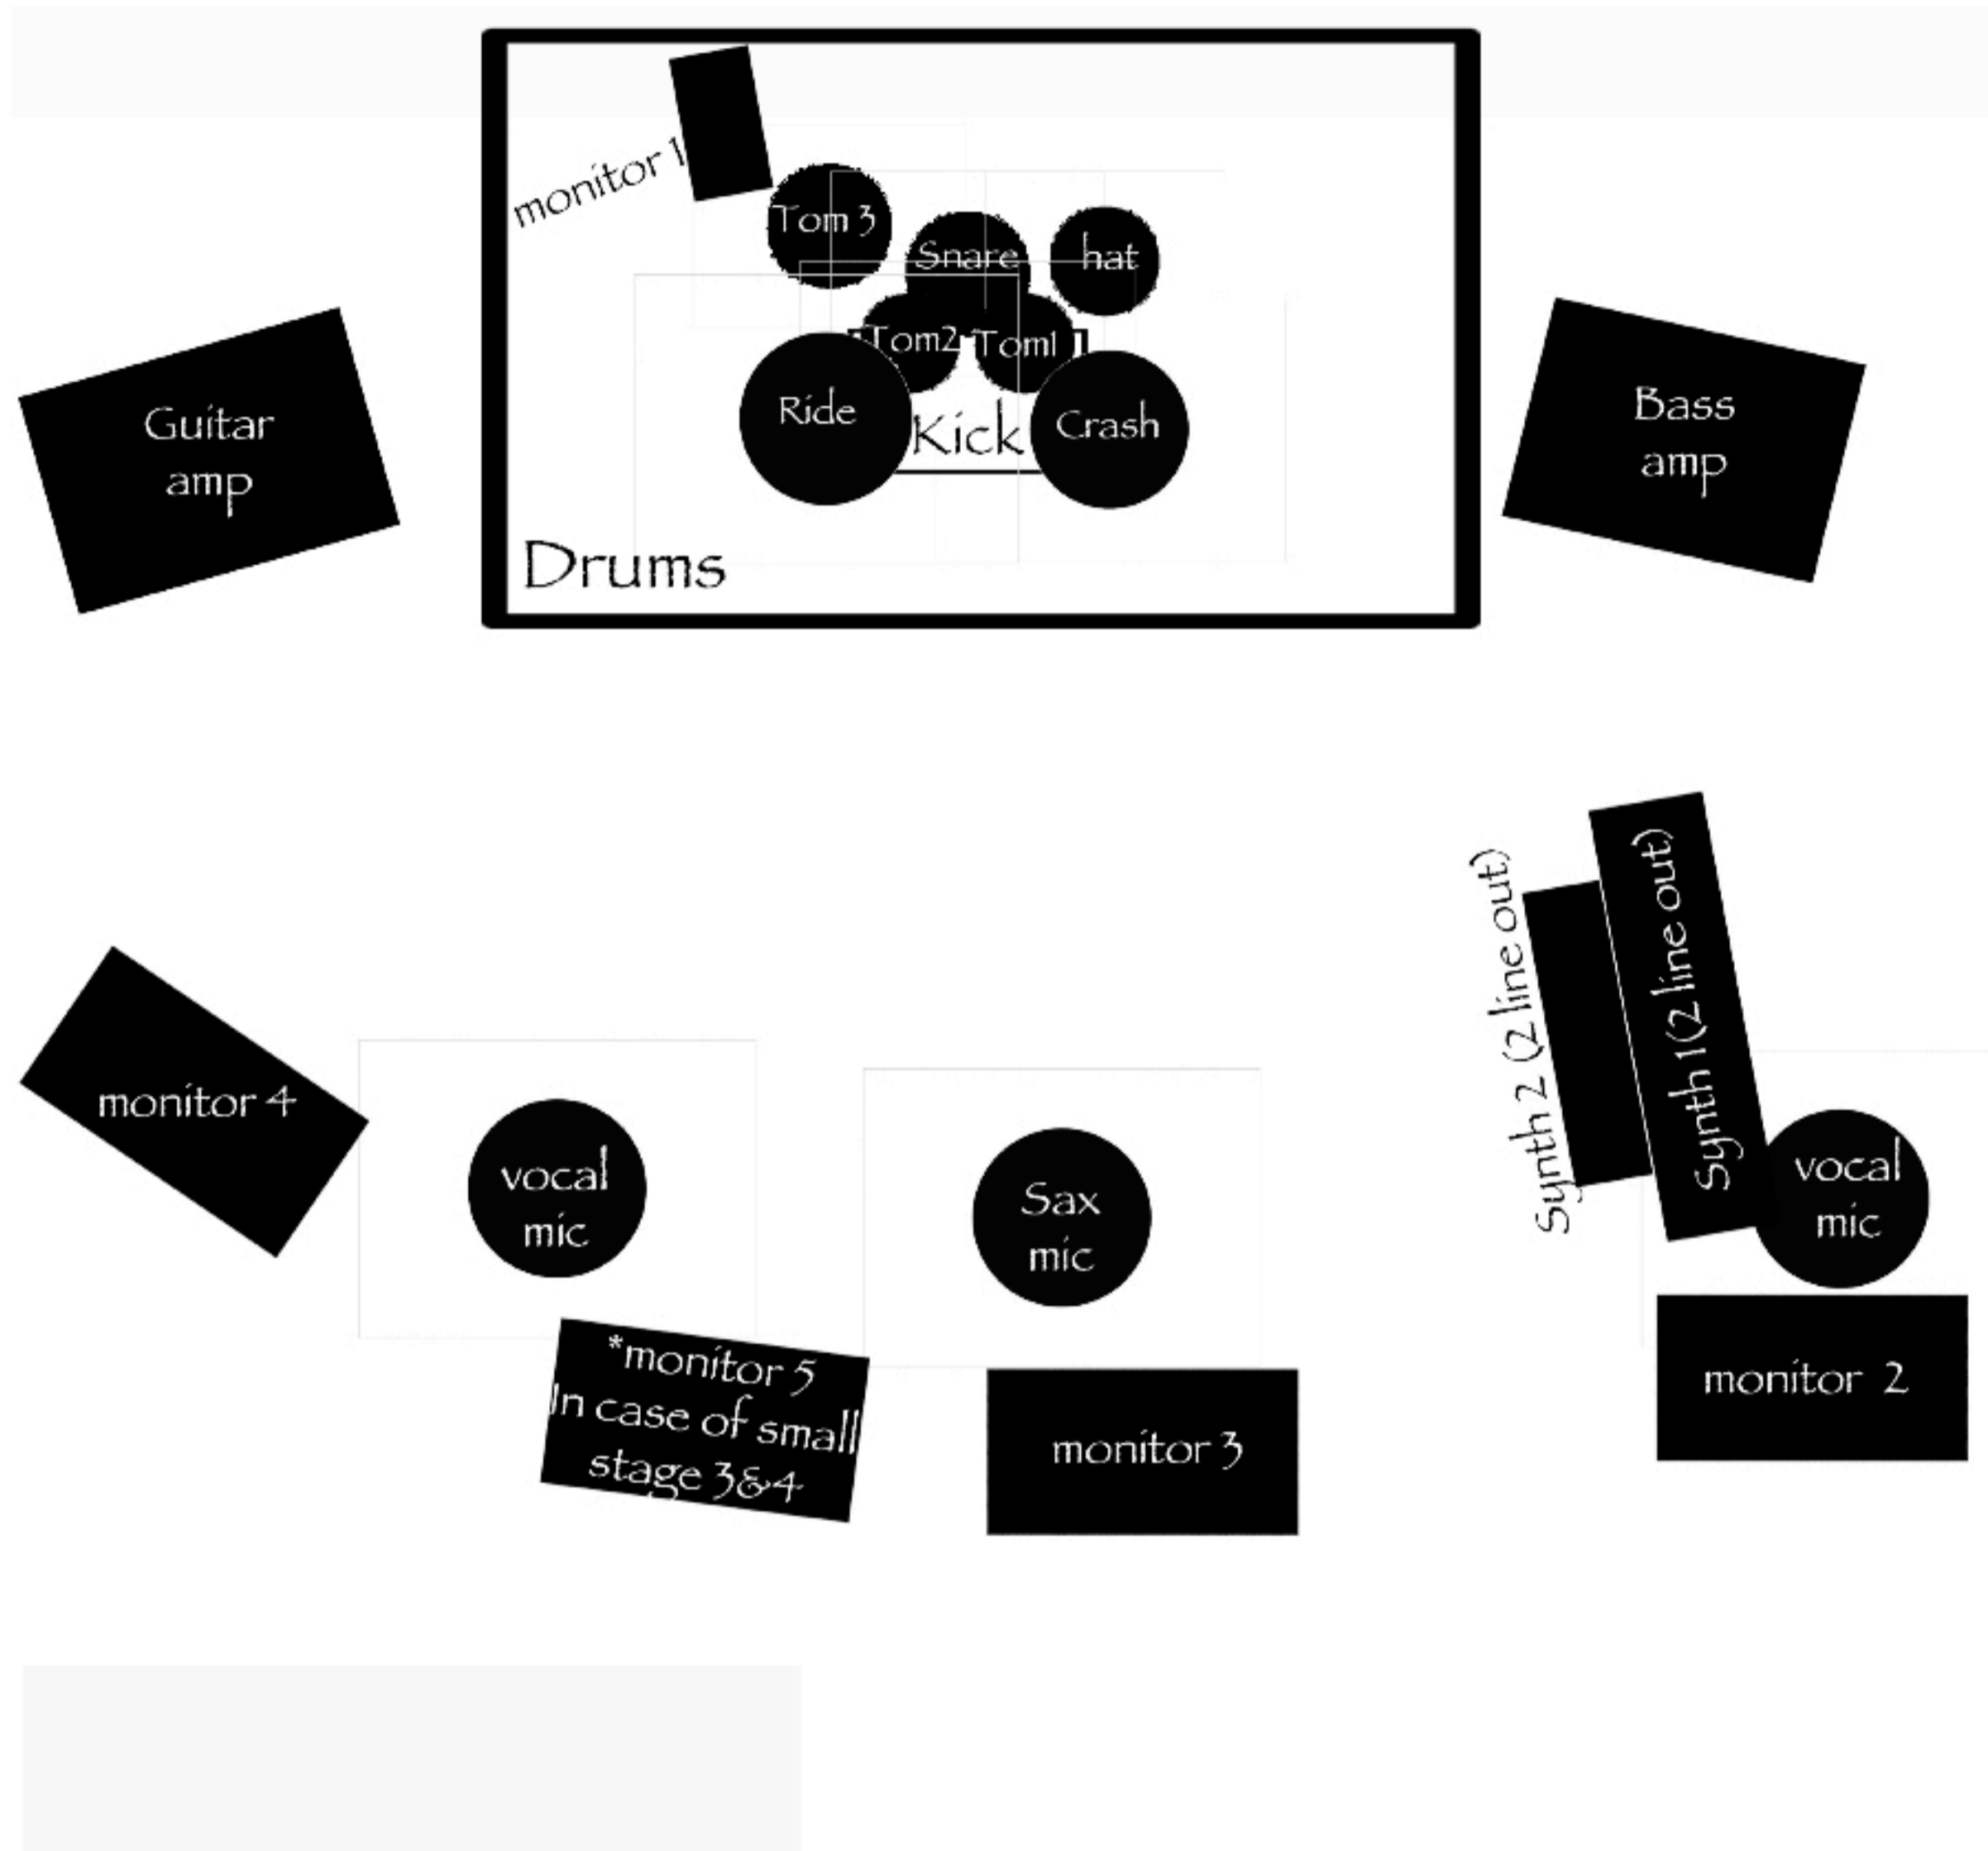 monitor 1
Tom 3
Snare
hat
Tom2
Tom1
Ride
Kick
Crash
Drums
Guitar
amp
Bass
amp
Synth 2 (2 line out)
Synth 1(2 line out)
monitor 4
vocal
mic
Sax
mic
vocal
mic
*monitor 5
In case of small
stage 3&4
monitor 3
monitor 2